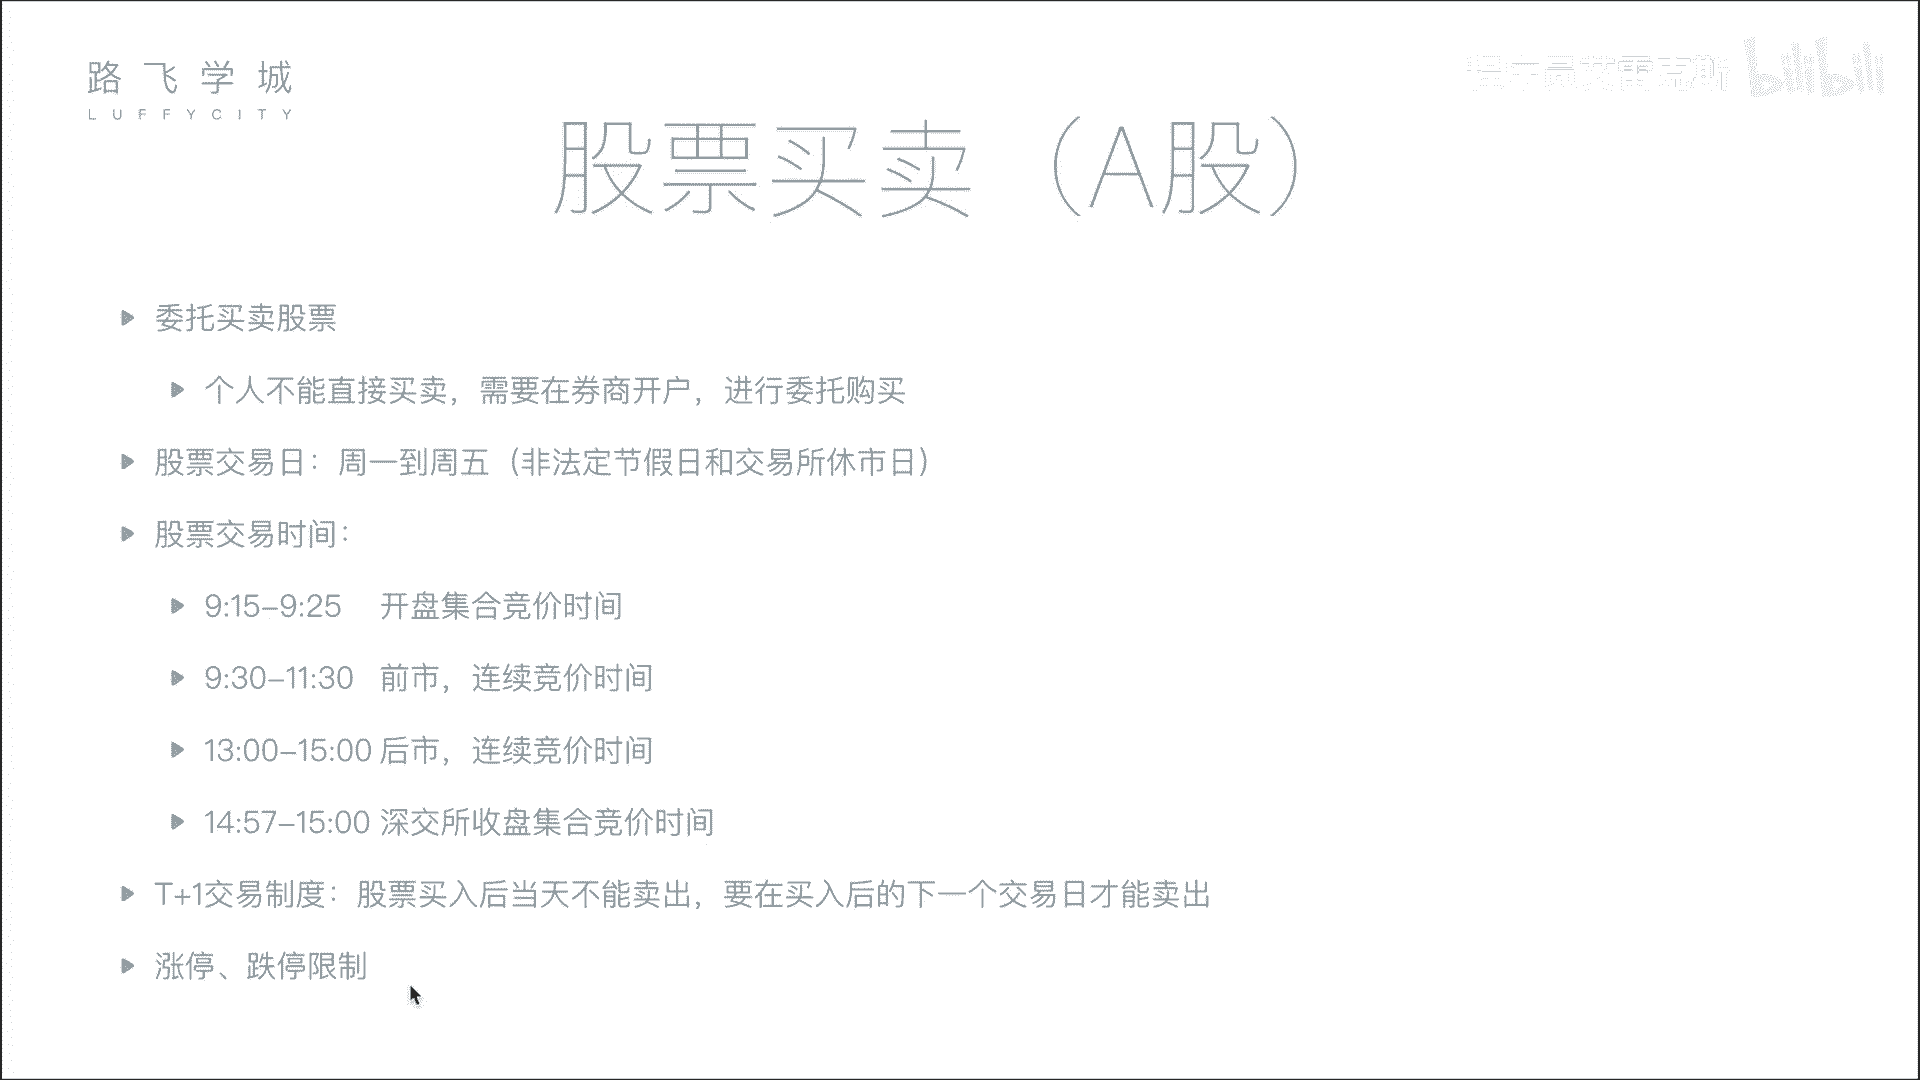 路飞学城
LUFFYCITY
程序员艾雷克斯 bilibili
股票买卖（A股）
委托买卖股票
个人不能直接买卖，需要在券商开户，进行委托购买
股票交易日：周一到周五（非法定节假日和交易所休市日）
股票交易时间：
9:15–9:25 开盘集合竞价时间
9:30–11:30 前市，连续竞价时间
13:00–15:00 后市，连续竞价时间
14:57–15:00 深交所收盘集合竞价时间
T+1交易制度：股票买入后当天不能卖出，要在买入后的下一个交易日才能卖出
涨停、跌停限制